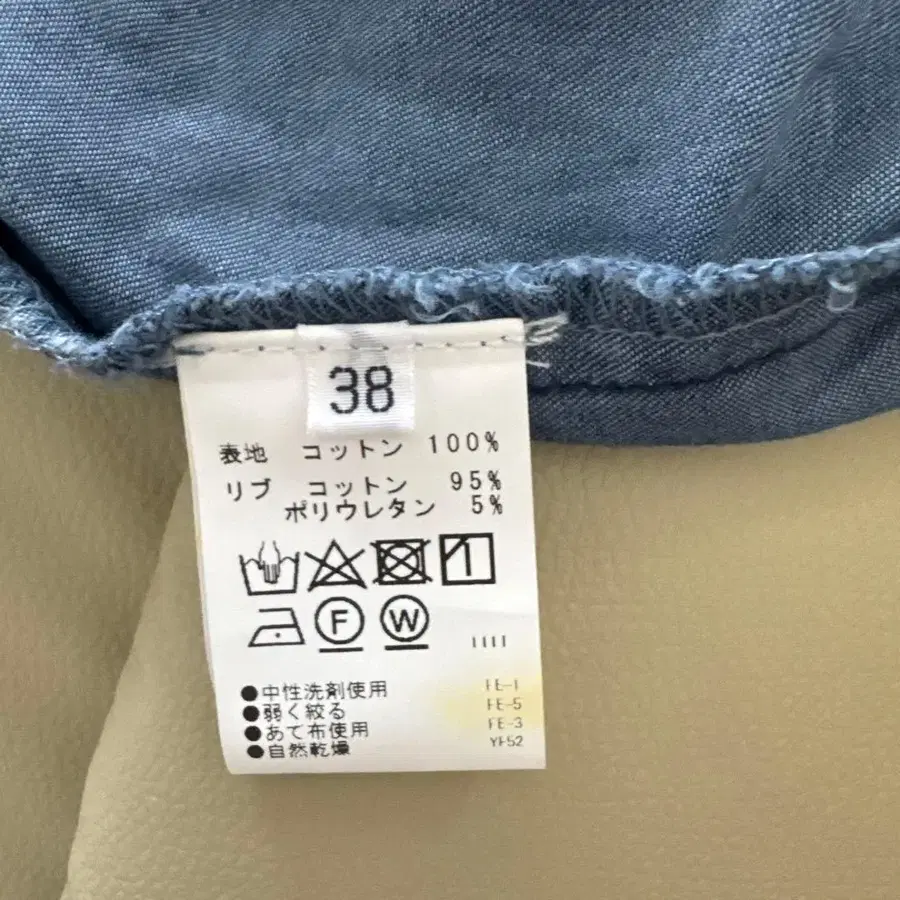 38
表地 コットン 100%
リブ コットン 95%
ポリウレタン 5%
F W
●中性洗剤使用 FE-1
●弱く絞る FE-5
●あて布使用 FE-3
●自然乾燥 YF52